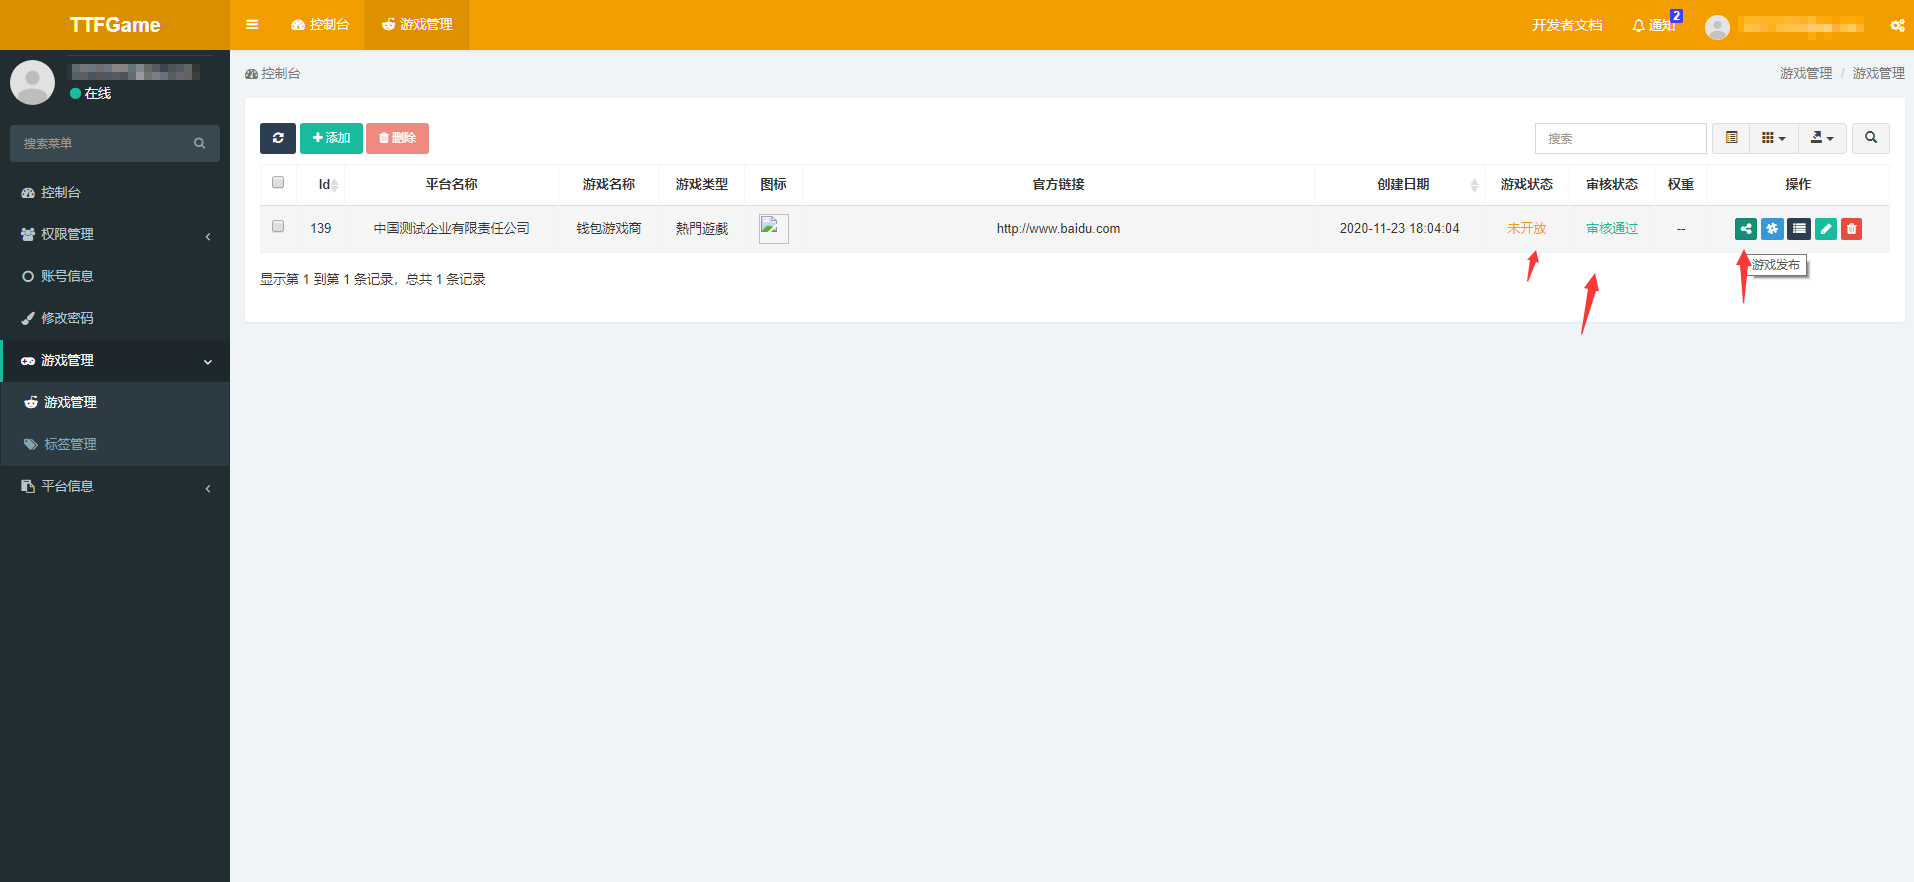 TTFGame
控制台
游戏管理
开发者文档
通知
2
在线
搜索菜单
控制台
权限管理
账号信息
修改密码
游戏管理
游戏管理
标签管理
平台信息
控制台
游戏管理 / 游戏管理
添加
删除
搜索
Id 平台名称 游戏名称 游戏类型 图标 官方链接 创建日期 游戏状态 审核状态 权重 操作
139 中国测试企业有限责任公司 钱包游戏商 熱門遊戲 http://www.baidu.com 2020-11-23 18:04:04 未开放 审核通过 --
游戏发布
显示第 1 到第 1 条记录，总共 1 条记录